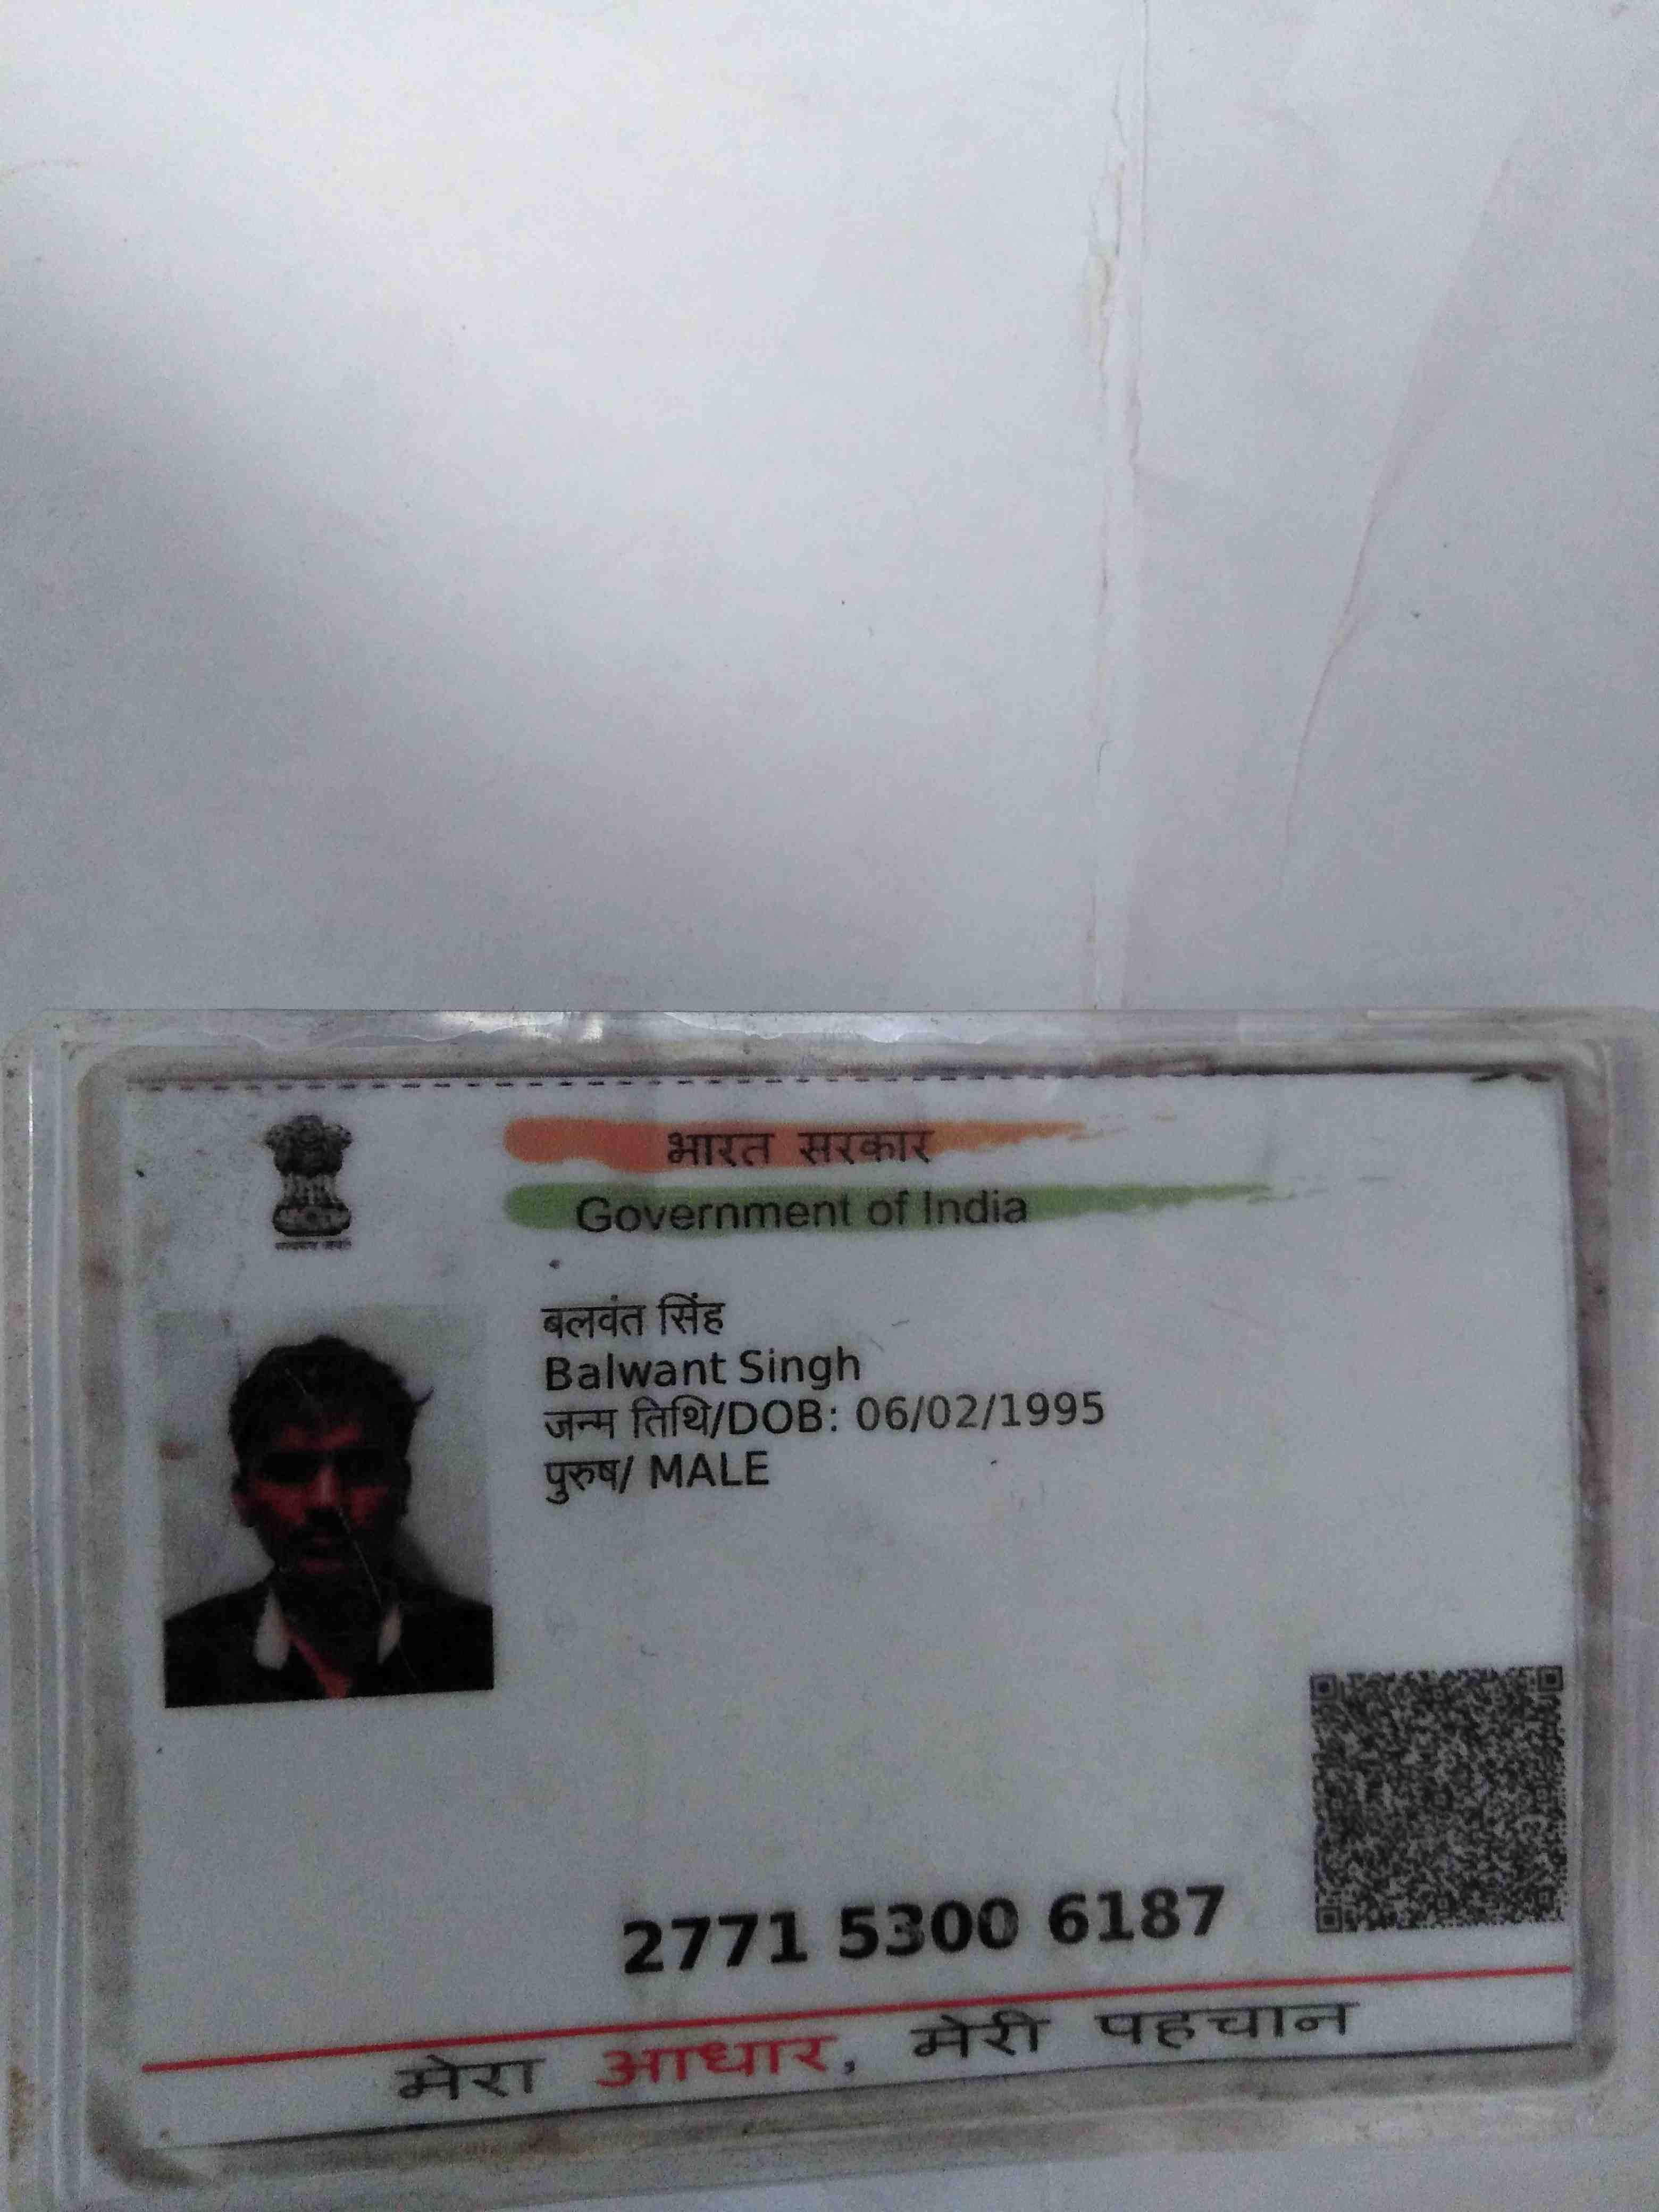 भारत सरकार
Government of India
बलवंत सिंह
Balwant Singh
जन्म तिथि/DOB: 06/02/1995
पुरुष/ MALE
2771 5300 6187
मेरा आधार, मेरी पहचान